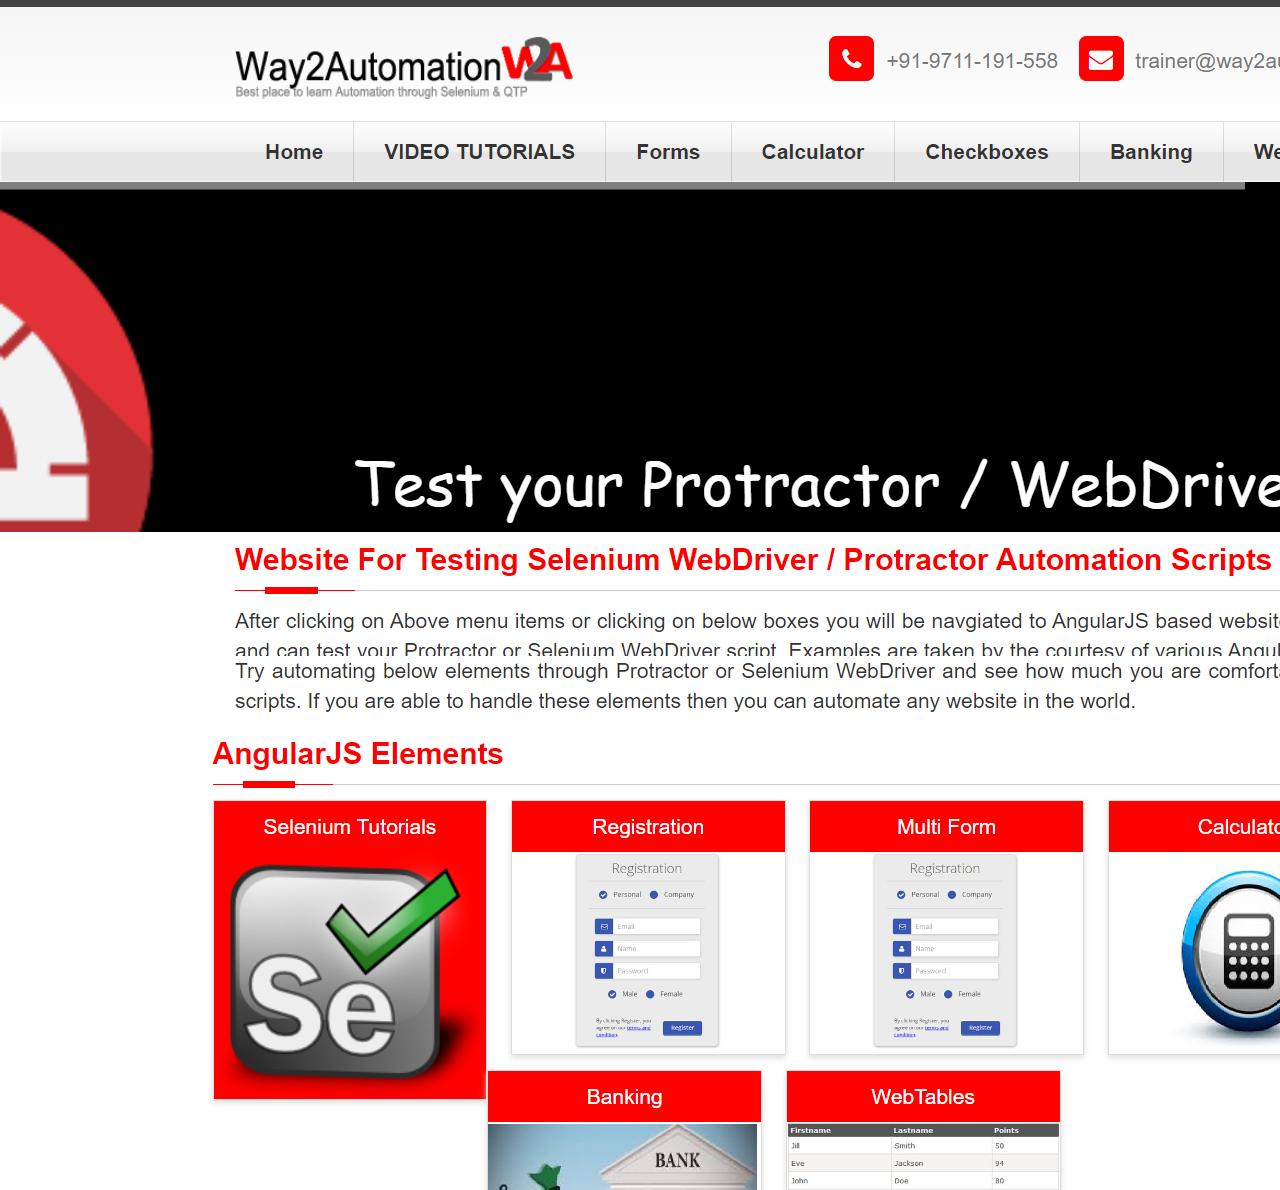 Way2Automation W2A
Best place to learn Automation through Selenium & QTP
+91-9711-191-558
trainer@way2au
Home
VIDEO TUTORIALS
Forms
Calculator
Checkboxes
Banking
We
Test your Protractor / WebDrive
Website For Testing Selenium WebDriver / Protractor Automation Scripts
After clicking on Above menu items or clicking on below boxes you will be navgiated to AngularJS based websit
and can test your Protractor or Selenium WebDriver script. Examples are taken by the courtesy of various Angul
Try automating below elements through Protractor or Selenium WebDriver and see how much you are comforta
scripts. If you are able to handle these elements then you can automate any website in the world.
AngularJS Elements
Selenium Tutorials
Se
Registration
Registration
Personal Company
Email
Name
Password
Male Female
By clicking Register, you
agree on our terms and
condition.
Register
Multi Form
Registration
Personal Company
Email
Name
Password
Male Female
By clicking Register, you
agree on our terms and
condition.
Register
Calculato
Banking
BANK
WebTables
Firstname Lastname Points
Jill Smith 50
Eve Jackson 94
John Doe 80